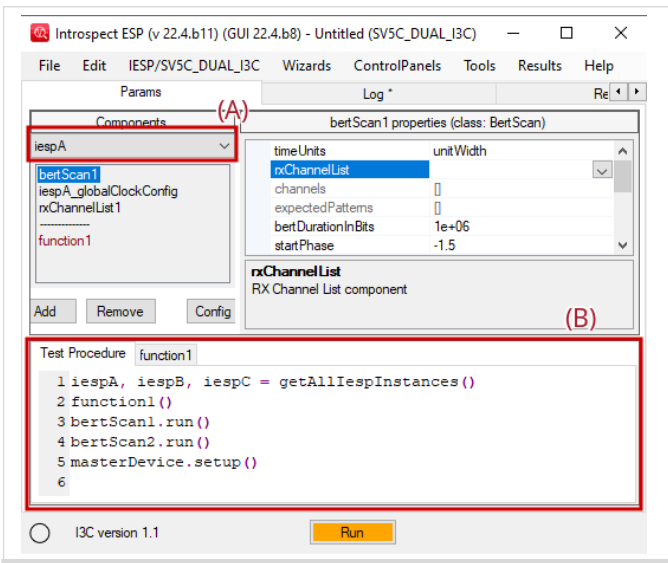 Introspect ESP (v 22.4.b11) (GUI 22.4.b8) - Untitled (SV5C_DUAL_I3C)
File Edit IESP/SV5C_DUAL_I3C Wizards ControlPanels Tools Results Help
Params Log * Re
(A)
Components bertScan1 properties (class: BertScan)
iespA
bertScan1
iespA_globalClockConfig
rxChannelList1
--------------
function1
timeUnits unitWidth
rxChannelList
channels []
expectedPatterns []
bertDurationInBits 1e+06
startPhase -1.5
rxChannelList
RX Channel List component
Add Remove Config
(B)
Test Procedure function1
1 iespA, iespB, iespC = getAllIespInstances()
2 function1()
3 bertScan1.run()
4 bertScan2.run()
5 masterDevice.setup()
6
I3C version 1.1 Run